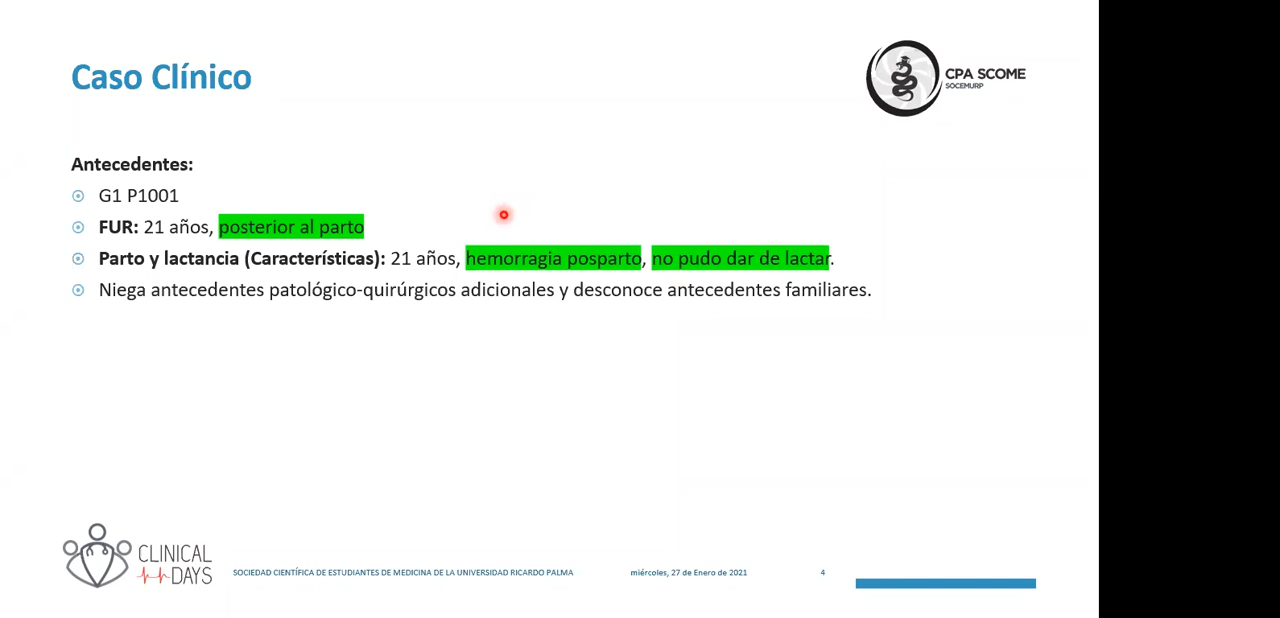 Caso Clínico
CPA SCOME
SOCEMURP
Antecedentes:
G1 P1001
FUR: 21 años, posterior al parto
Parto y lactancia (Características): 21 años, hemorragia posparto, no pudo dar de lactar.
Niega antecedentes patológico-quirúrgicos adicionales y desconoce antecedentes familiares.
CLINICAL
DAYS
SOCIEDAD CIENTÍFICA DE ESTUDIANTES DE MEDICINA DE LA UNIVERSIDAD RICARDO PALMA
miércoles, 27 de Enero de 2021
4